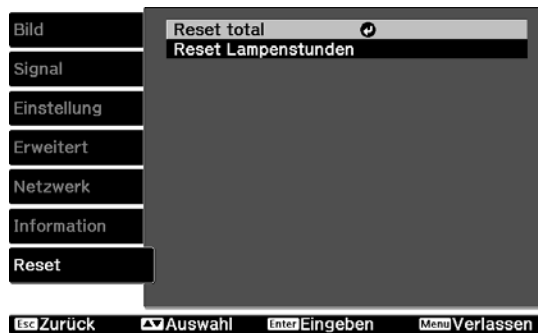 Bild
Signal
Einstellung
Erweitert
Netzwerk
Information
Reset
Reset total
Reset Lampenstunden
Esc Zurück Auswahl Enter Eingeben Menu Verlassen